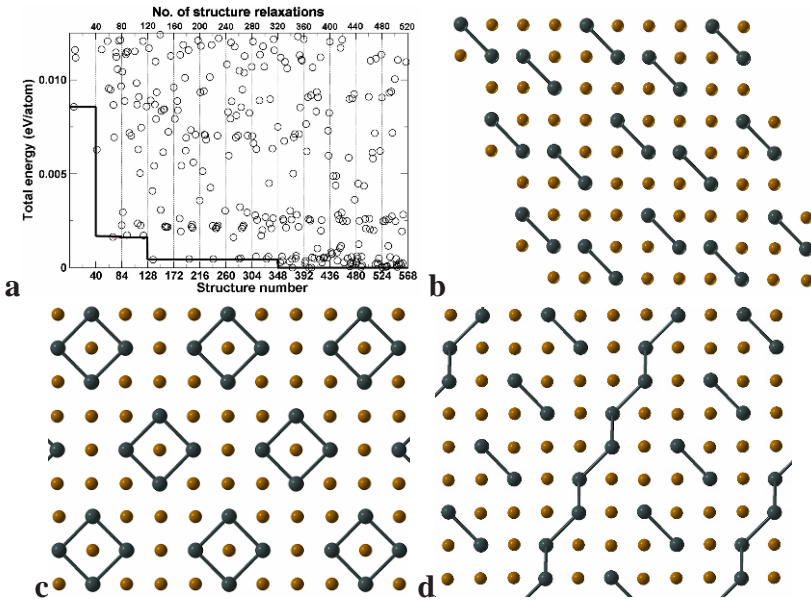 No. of structure relaxations
0 40 80 120 160 200 240 280 320 360 400 440 480 520
Total energy (eV/atom)
0.010
0.005
0
40 84 128 172 216 260 304 348 392 436 480 524 568
Structure number
a
b
c
d